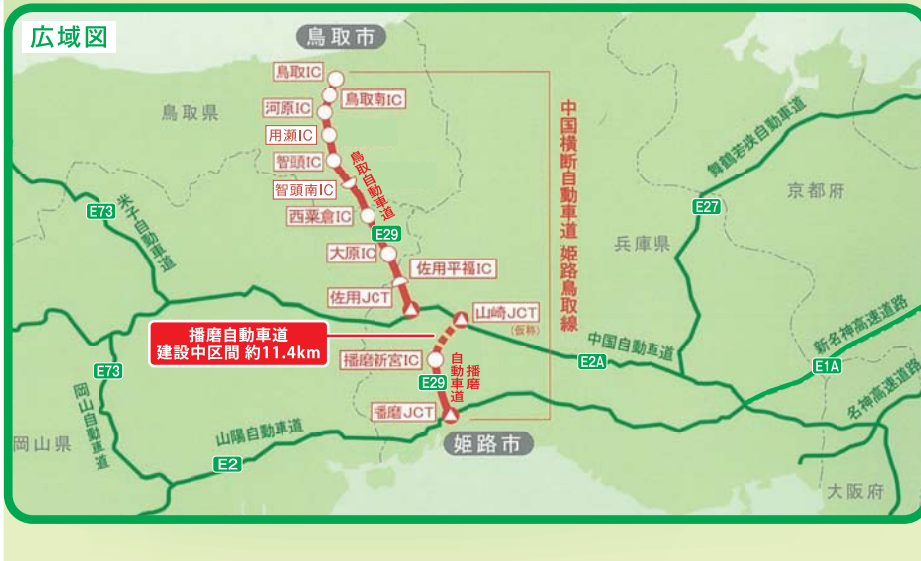 広域図
鳥取市
鳥取IC
鳥取南IC
河原IC
鳥取県
用瀬IC
智頭IC
鳥取自動車道
智頭南IC
西粟倉IC
E29
大原IC
佐用平福IC
佐用JCT
山崎JCT
(仮称)
中国横断自動車道 姫路鳥取線
舞鶴若狭自動車道
京都府
E27
兵庫県
E73
米子自動車道
播磨自動車道
建設中区間 約11.4km
播磨新宮IC
E29
播磨
自動車道
播磨JCT
中国自動車道
E2A
新名神高速道路
E1A
名神高速道路
E73
岡山自動車道
岡山県
山陽自動車道
E2
姫路市
大阪府